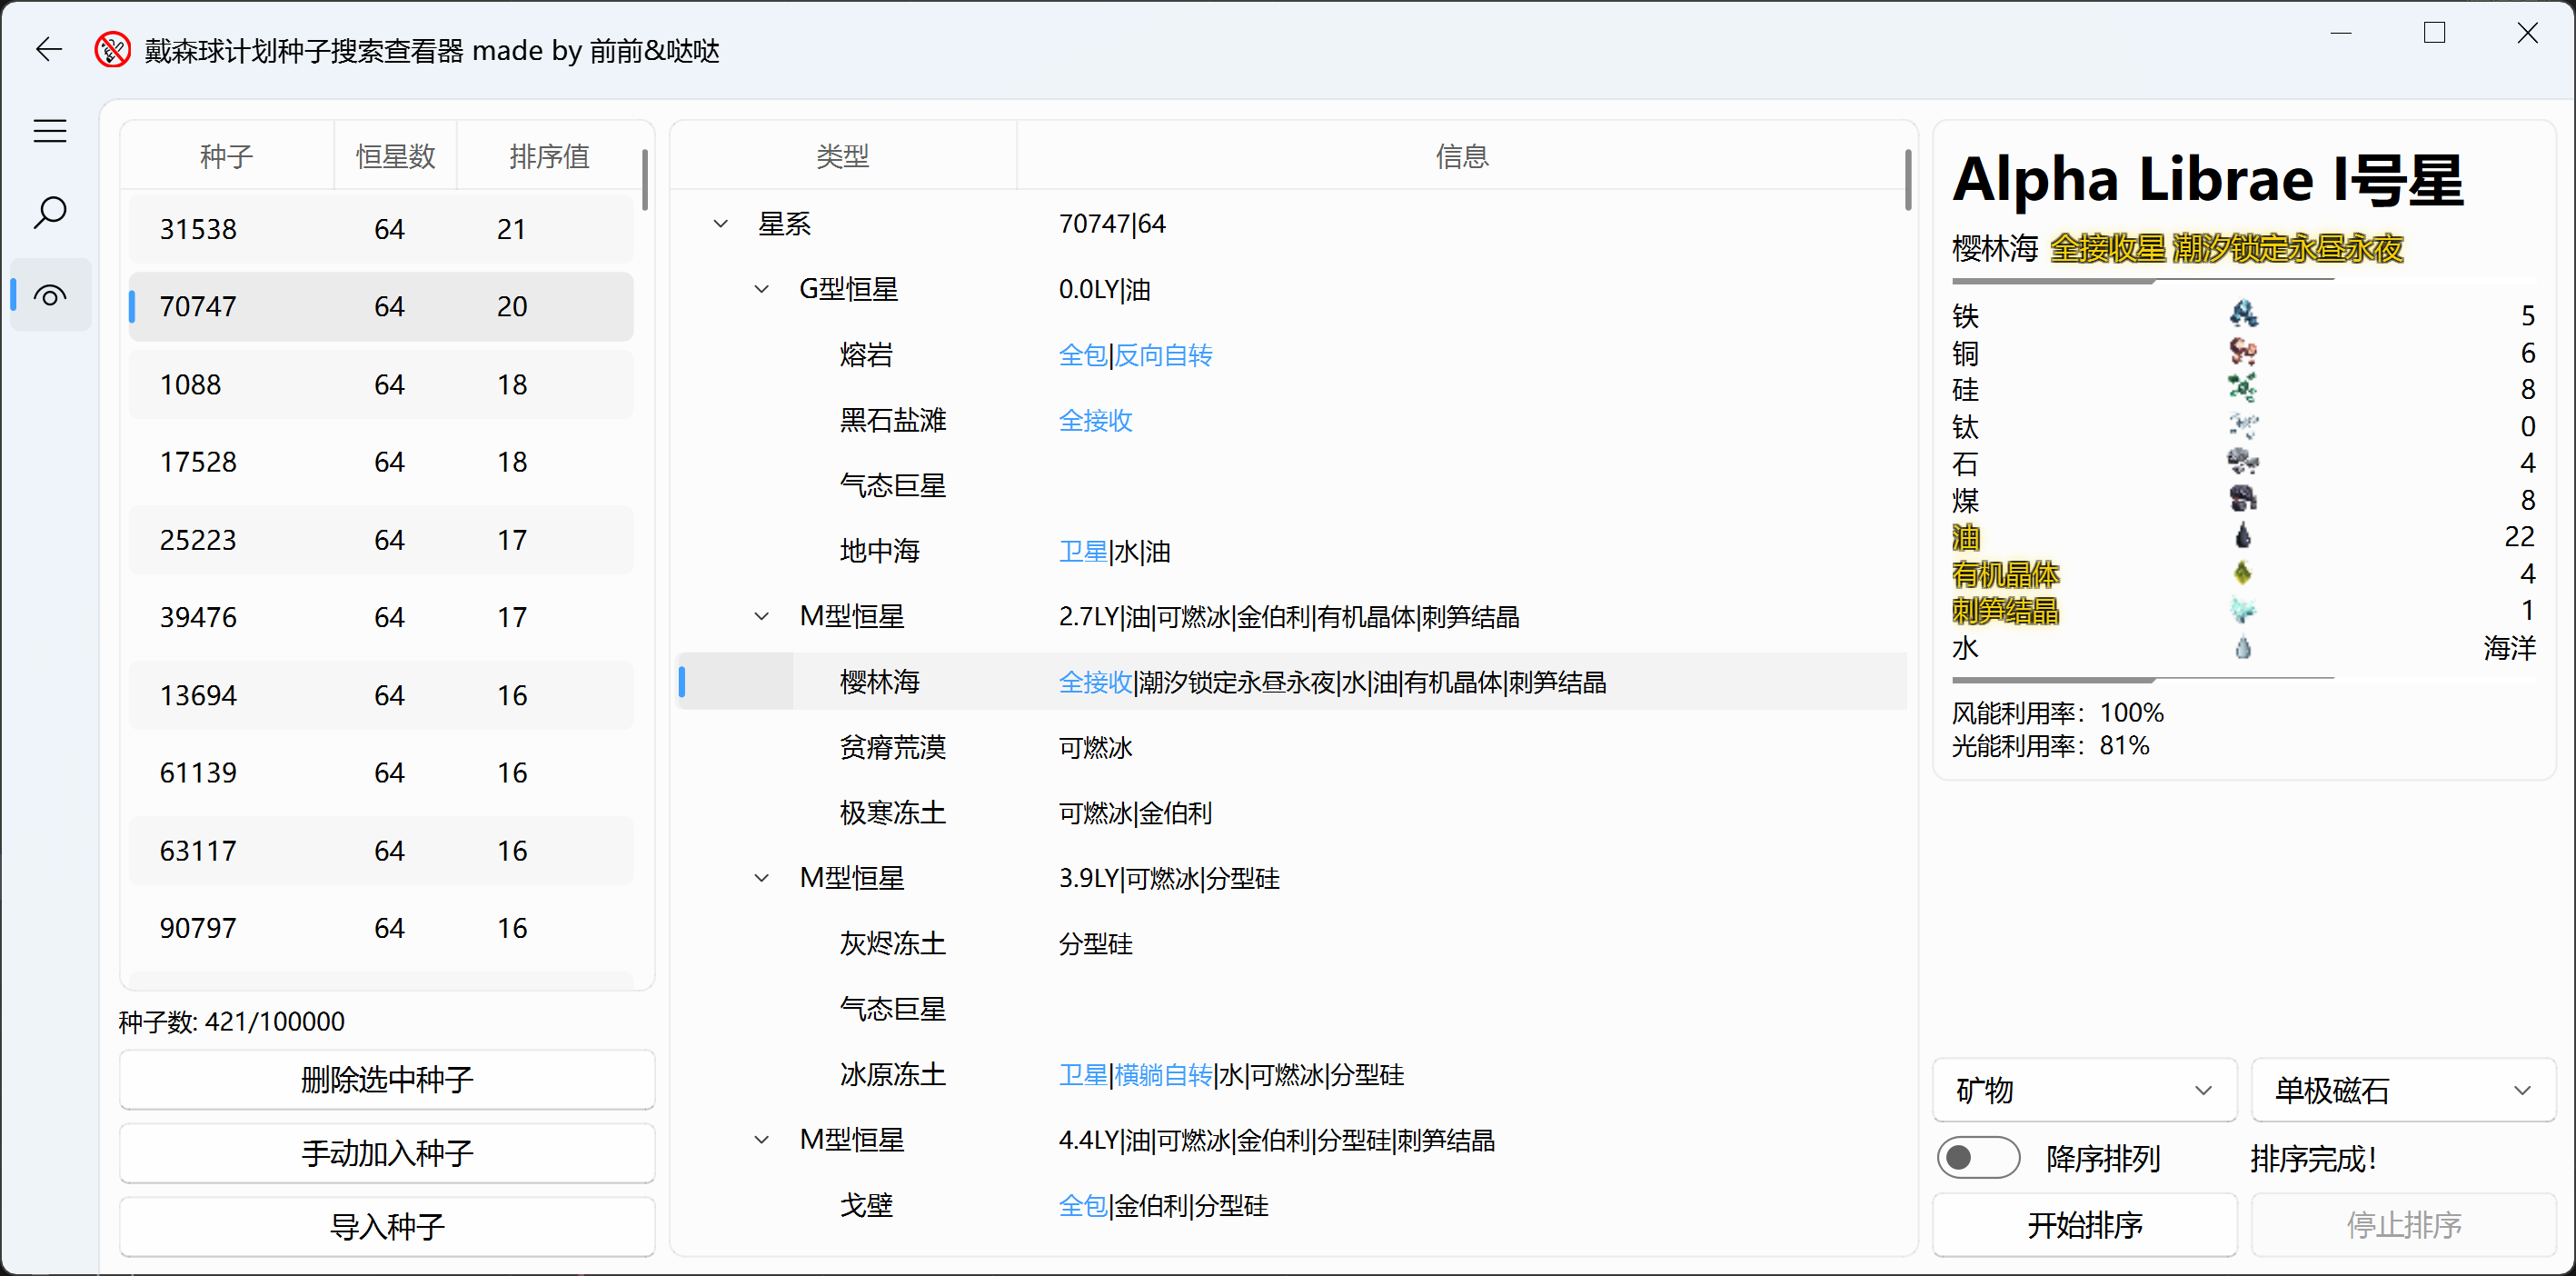 戴森球计划种子搜索查看器 made by 前前&哒哒
种子 恒星数 排序值
31538 64 21
70747 64 20
1088 64 18
17528 64 18
25223 64 17
39476 64 17
13694 64 16
61139 64 16
63117 64 16
90797 64 16
种子数: 421/100000
删除选中种子
手动加入种子
导入种子
类型 信息
星系 70747|64
G型恒星 0.0LY|油
熔岩 全包|反向自转
黑石盐滩 全接收
气态巨星
地中海 卫星|水|油
M型恒星 2.7LY|油|可燃冰|金伯利|有机晶体|刺笋结晶
樱林海 全接收|潮汐锁定永昼永夜|水|油|有机晶体|刺笋结晶
贫瘠荒漠 可燃冰
极寒冻土 可燃冰|金伯利
M型恒星 3.9LY|可燃冰|分型硅
灰烬冻土 分型硅
气态巨星
冰原冻土 卫星|横躺自转|水|可燃冰|分型硅
M型恒星 4.4LY|油|可燃冰|金伯利|分型硅|刺笋结晶
戈壁 全包|金伯利|分型硅
Alpha Librae I号星
樱林海 全接收星 潮汐锁定永昼永夜
铁 5
铜 6
硅 8
钛 0
石 4
煤 8
油 22
有机晶体 4
刺笋结晶 1
水 海洋
风能利用率：100%
光能利用率：81%
矿物 单极磁石
降序排列 排序完成！
开始排序 停止排序